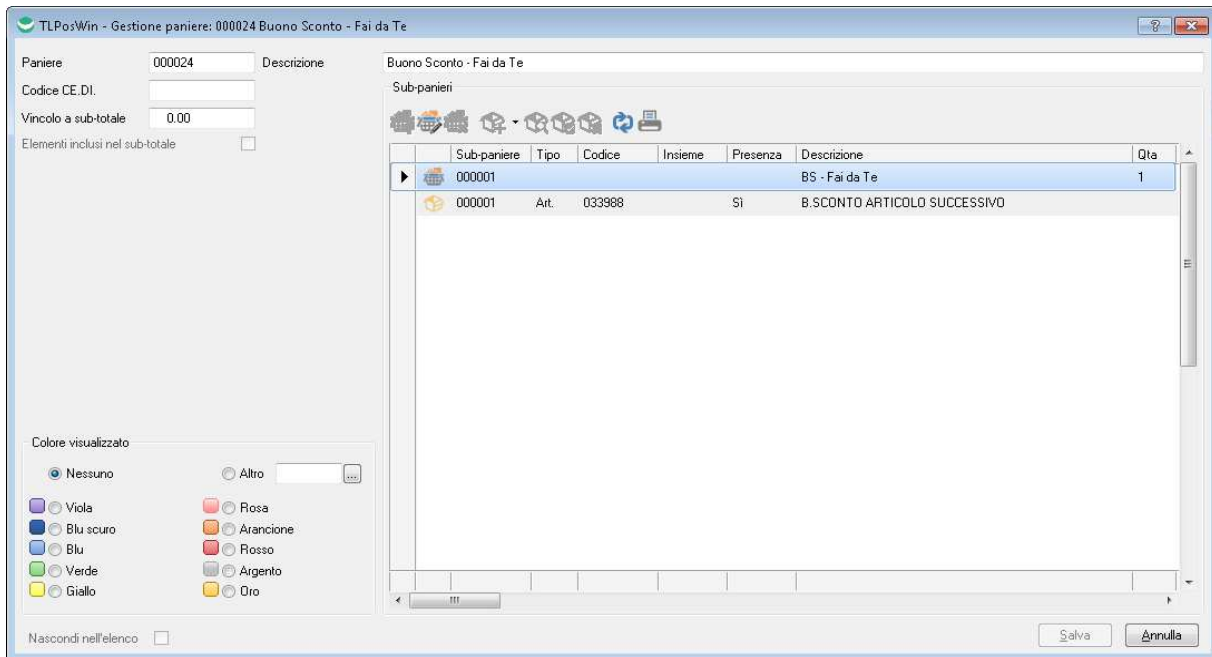 TLPosWin - Gestione paniere: 000024 Buono Sconto - Fai da Te
Paniere 000024 Descrizione Buono Sconto - Fai da Te
Codice CE.DI.
Vincolo a sub-totale 0.00
Elementi inclusi nel sub-totale
Sub-panieri
Sub-paniere Tipo Codice Insieme Presenza Descrizione Qta
000001 BS - Fai da Te 1
000001 Art. 033988 Sì B.SCONTO ARTICOLO SUCCESSIVO
Colore visualizzato
Nessuno Altro ...
Viola Rosa
Blu scuro Arancione
Blu Rosso
Verde Argento
Giallo Oro
Nascondi nell'elenco
Salva Annulla